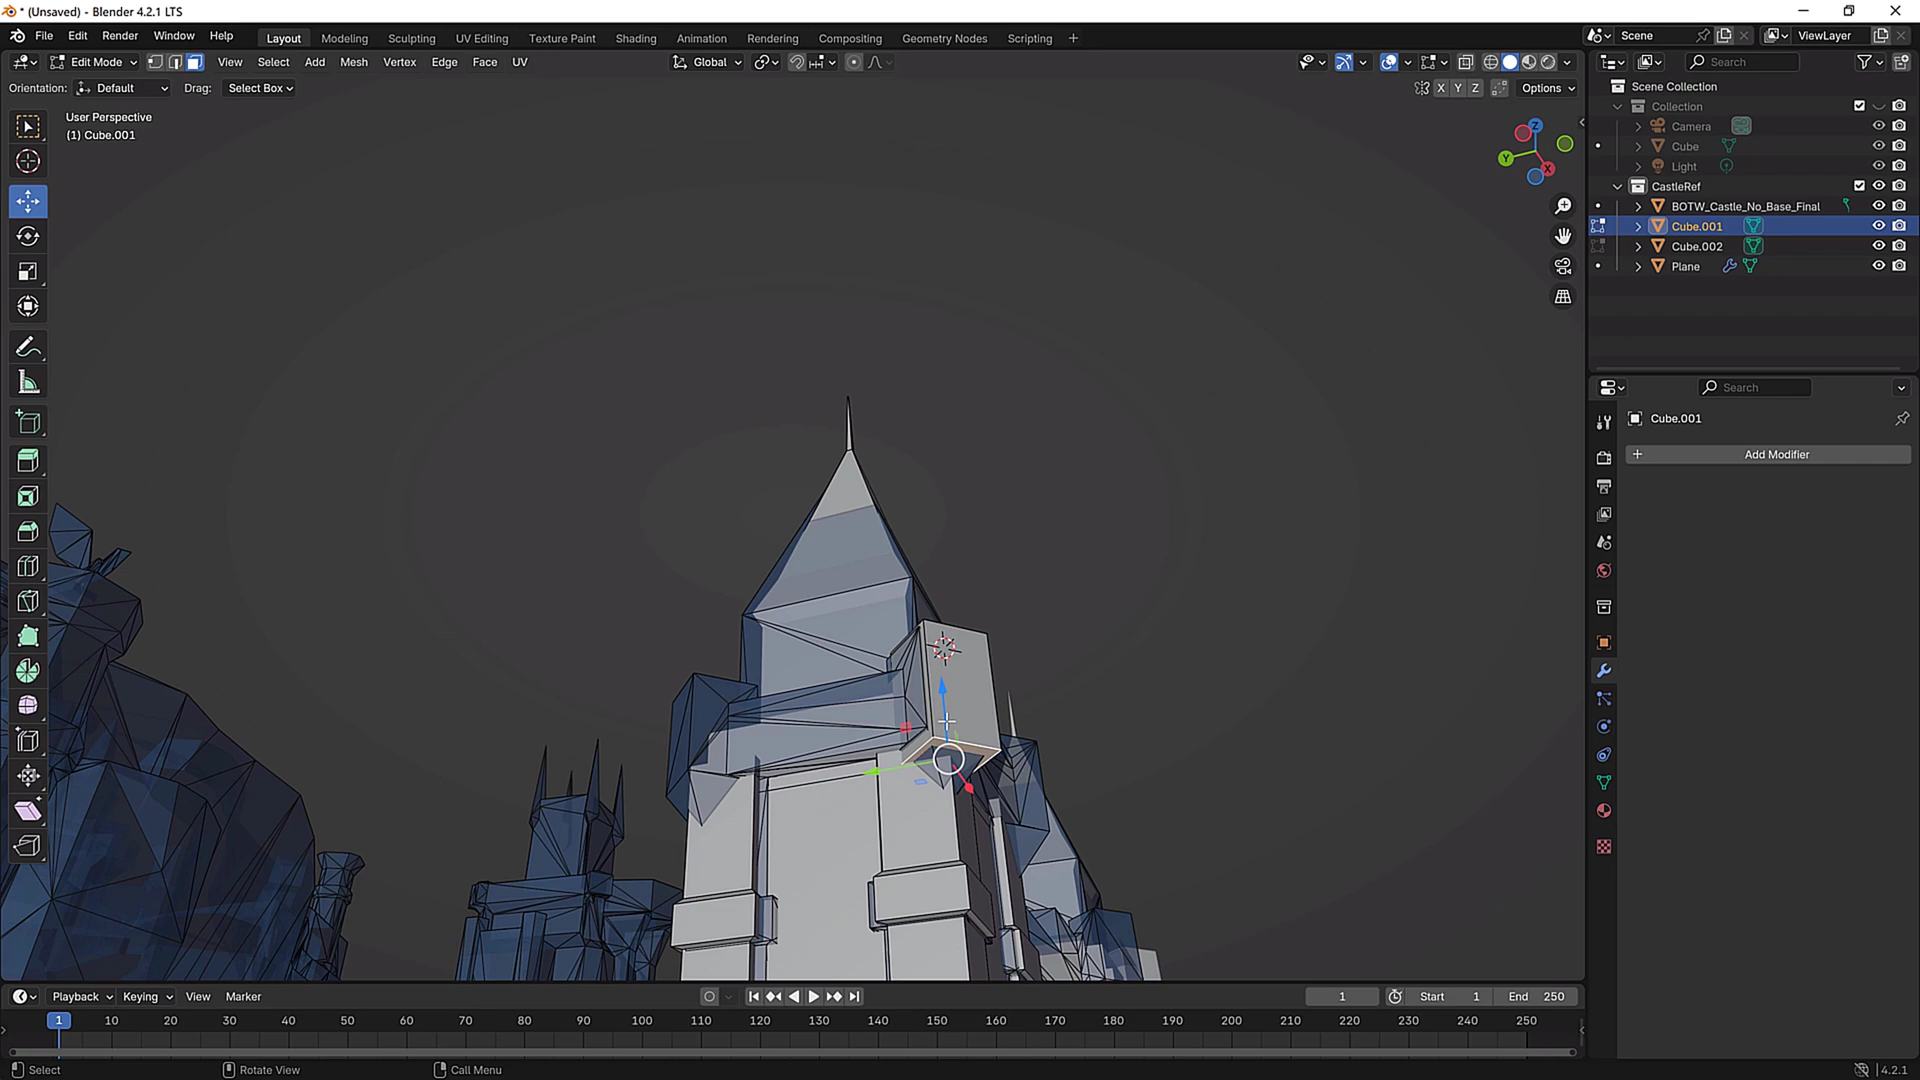 * (Unsaved) - Blender 4.2.1 LTS
File Edit Render Window Help
Layout Modeling Sculpting UV Editing Texture Paint Shading Animation Rendering Compositing Geometry Nodes Scripting +
Scene ViewLayer
Edit Mode View Select Add Mesh Vertex Edge Face UV
Global
Search
Orientation: Default Drag: Select Box
X Y Z Options
User Perspective
(1) Cube.001
Z
Y
X
Scene Collection
Collection
Camera
Cube
Light
CastleRef
BOTW_Castle_No_Base_Final
Cube.001
Cube.002
Plane
Search
Cube.001
+ Add Modifier
Playback Keying View Marker
1 Start 1 End 250
1 10 20 30 40 50 60 70 80 90 100 110 120 130 140 150 160 170 180 190 200 210 220 230 240 250
Select Rotate View Call Menu
4.2.1